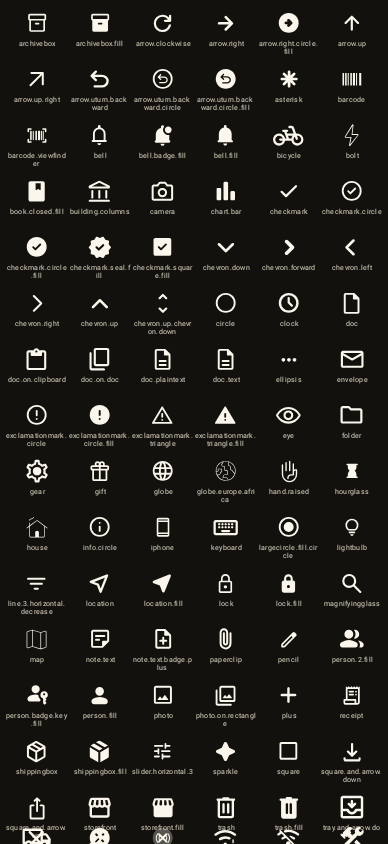 archivebox archivebox.fill arrow.clockwise arrow.right arrow.right.circle. arrow.up
fill
arrow.up.right arrow.uturn.back arrow.uturn.back arrow.uturn.back asterisk barcode
ward ward.circle ward.circle.fill
barcode.viewfind bell bell.badge.fill bell.fill bicycle bolt
er
book.closed.fill building.columns camera chart.bar checkmark checkmark.circle
checkmark.circle checkmark.seal.f checkmark.squar chevron.down chevron.forward chevron.left
.fill ill e.fill
chevron.right chevron.up chevron.up.chevr circle clock doc
on.down
doc.on.clipboard doc.on.doc doc.plaintext doc.text ellipsis envelope
exclamationmark. exclamationmark. exclamationmark. exclamationmark. eye folder
circle circle.fill triangle triangle.fill
gear gift globe globe.europe.afri hand.raised hourglass
ca
house info.circle iphone keyboard largecircle.fill.cir lightbulb
cle
line.3.horizontal. location location.fill lock lock.fill magnifyingglass
decrease
map note.text note.text.badge.p paperclip pencil person.2.fill
lus
person.badge.key person.fill photo photo.on.rectangl plus receipt
.fill e
shippingbox shippingbox.fill slider.horizontal.3 sparkle square square.and.arrow.
down
square.and.arrow. storefront storefront.fill trash trash.fill tray.and.arrow.do